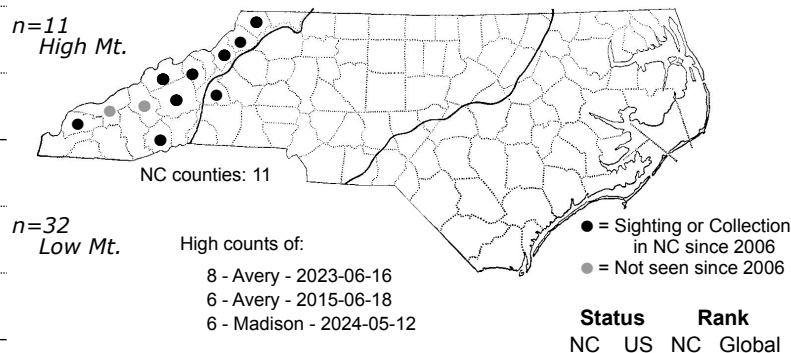 n=11
High Mt.
NC counties: 11
n=32
Low Mt.
High counts of:
8 - Avery - 2023-06-16
6 - Avery - 2015-06-18
6 - Madison - 2024-05-12
● = Sighting or Collection
in NC since 2006
● = Not seen since 2006
Status Rank
NC US NC Global